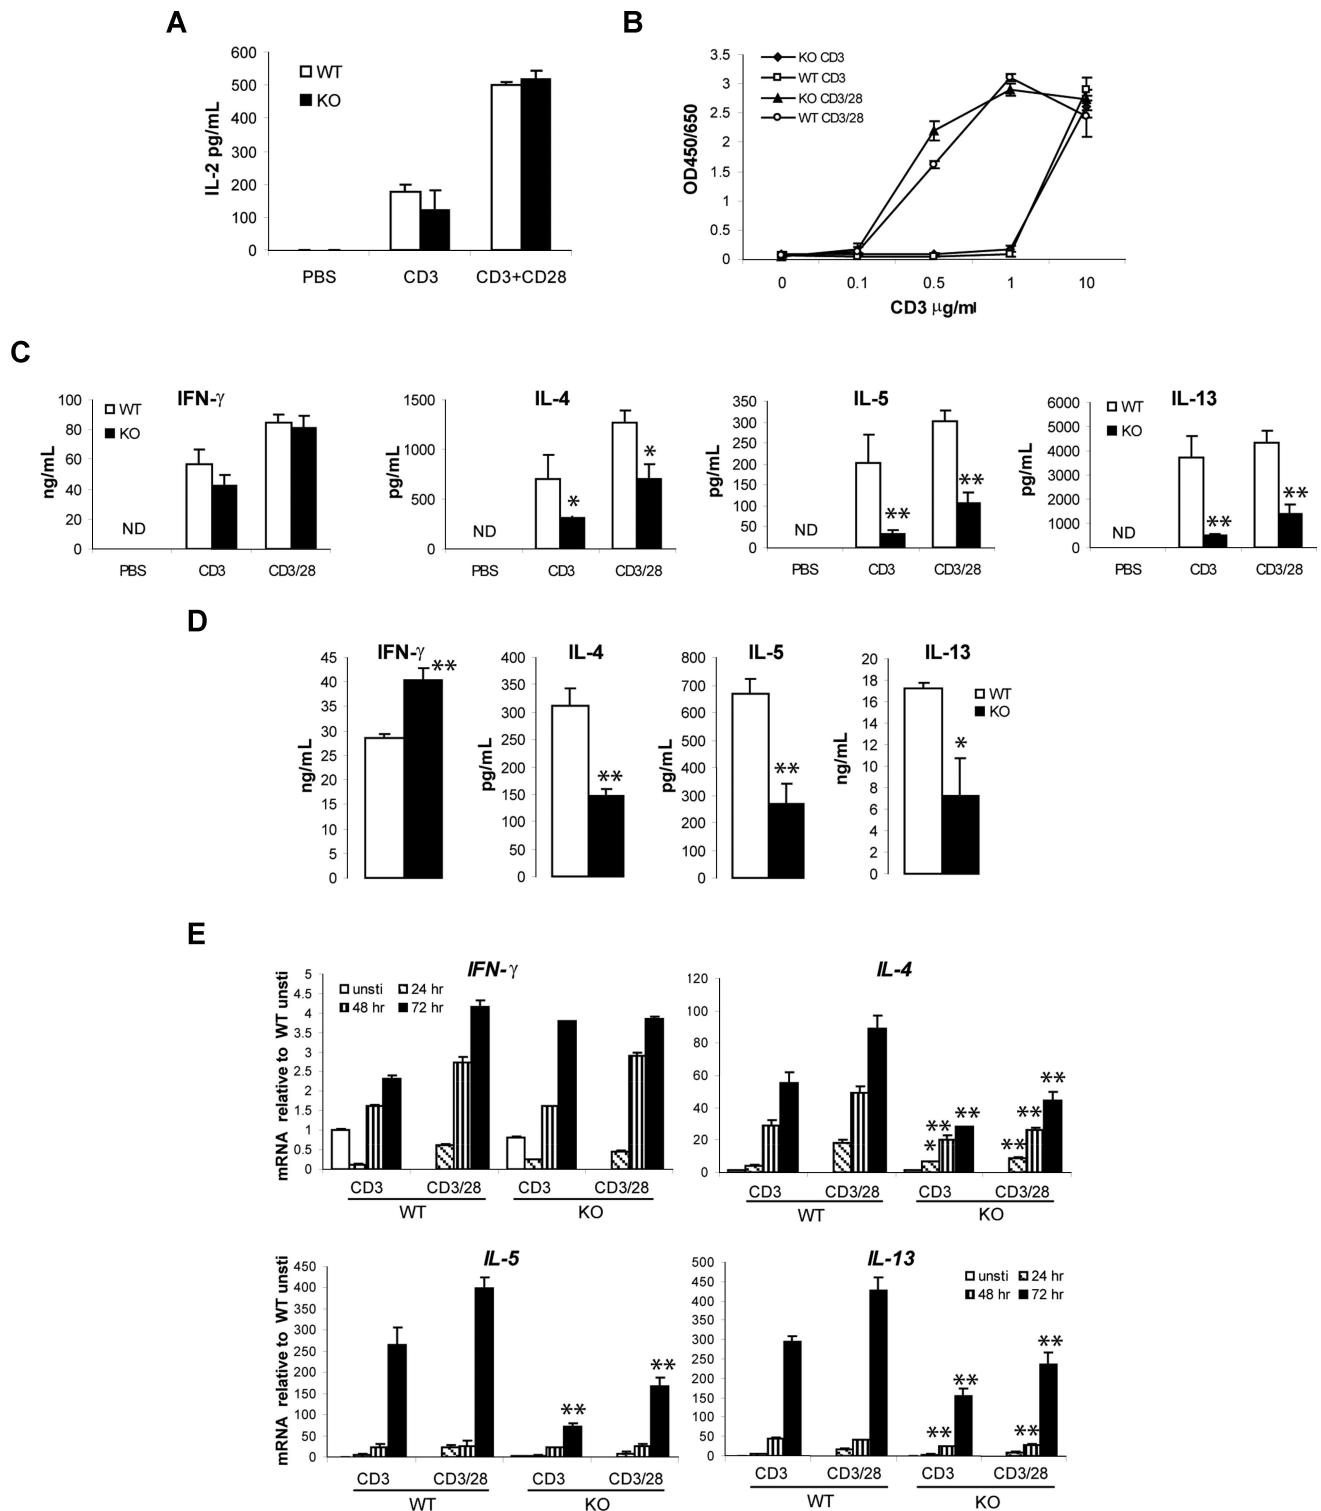 A
600
500
400
300
200
100
0
IL-2 pg/mL
WT
KO
PBS CD3 CD3+CD28
B
3.5
3
2.5
2
1.5
1
0.5
0
OD450/650
KO CD3
WT CD3
KO CD3/28
WT CD3/28
0 0.1 0.5 1 10
CD3 μg/ml
C
IFN-γ
100
80
60
40
20
0
ng/mL
WT
KO
ND
PBS CD3 CD3/28
IL-4
1500
1000
500
0
pg/mL
ND
*
*
PBS CD3 CD3/28
IL-5
350
300
250
200
150
100
50
0
pg/mL
ND
**
**
PBS CD3 CD3/28
IL-13
6000
5000
4000
3000
2000
1000
0
pg/mL
WT
KO
ND
**
**
PBS CD3 CD3/28
D
IFN-γ
45
40
35
30
25
20
15
10
5
0
ng/mL
**
IL-4
400
350
300
250
200
150
100
50
0
pg/mL
**
IL-5
800
700
600
500
400
300
200
100
0
pg/mL
**
IL-13
20
18
16
14
12
10
8
6
4
2
0
ng/mL
*
WT
KO
E
IFN-γ
5
4.5
4
3.5
3
2.5
2
1.5
1
0.5
0
mRNA relative to WT unsti
unsti 24 hr
48 hr 72 hr
CD3 CD3/28 CD3 CD3/28
WT KO
IL-4
120
100
80
60
40
20
0
*
**
**
**
**
**
CD3 CD3/28 CD3 CD3/28
WT KO
IL-5
450
400
350
300
250
200
150
100
50
0
mRNA relative to WT unsti
**
**
CD3 CD3/28 CD3 CD3/28
WT KO
IL-13
500
450
400
350
300
250
200
150
100
50
0
unsti 24 hr
48 hr 72 hr
**
**
**
**
CD3 CD3/28 CD3 CD3/28
WT KO